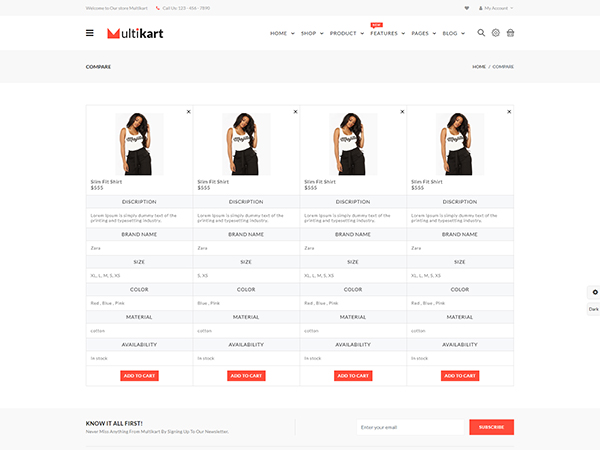 Welcome to Our store Multikart Call Us: 123 - 456 - 7890 My Account
Multikart HOME SHOP PRODUCT NEW FEATURES PAGES BLOG
COMPARE HOME / COMPARE
Slim Fit Shirt Slim Fit Shirt Slim Fit Shirt Slim Fit Shirt
$555 $555 $555 $555
DISCRIPTION DISCRIPTION DISCRIPTION DISCRIPTION
Lorem Ipsum is simply dummy text of the Lorem Ipsum is simply dummy text of the Lorem Ipsum is simply dummy text of the Lorem Ipsum is simply dummy text of the
printing and typesetting industry. printing and typesetting industry. printing and typesetting industry. printing and typesetting industry.
BRAND NAME BRAND NAME BRAND NAME BRAND NAME
Zara Zara Zara Zara
SIZE SIZE SIZE SIZE
XL, L, M, S, XS S, XS XL, L, M, S, XS XL, L, M, S, XS
COLOR COLOR COLOR COLOR
Red , Blue , Pink Blue , Pink Red , Blue , Pink Red , Blue , Pink
Dark
MATERIAL MATERIAL MATERIAL MATERIAL
cotton cotton cotton cotton
AVAILABILITY AVAILABILITY AVAILABILITY AVAILABILITY
In stock In stock In stock In stock
ADD TO CART ADD TO CART ADD TO CART ADD TO CART
KNOW IT ALL FIRST!
Never Miss Anything From Multikart By Signing Up To Our Newsletter.
Enter your email SUBSCRIBE